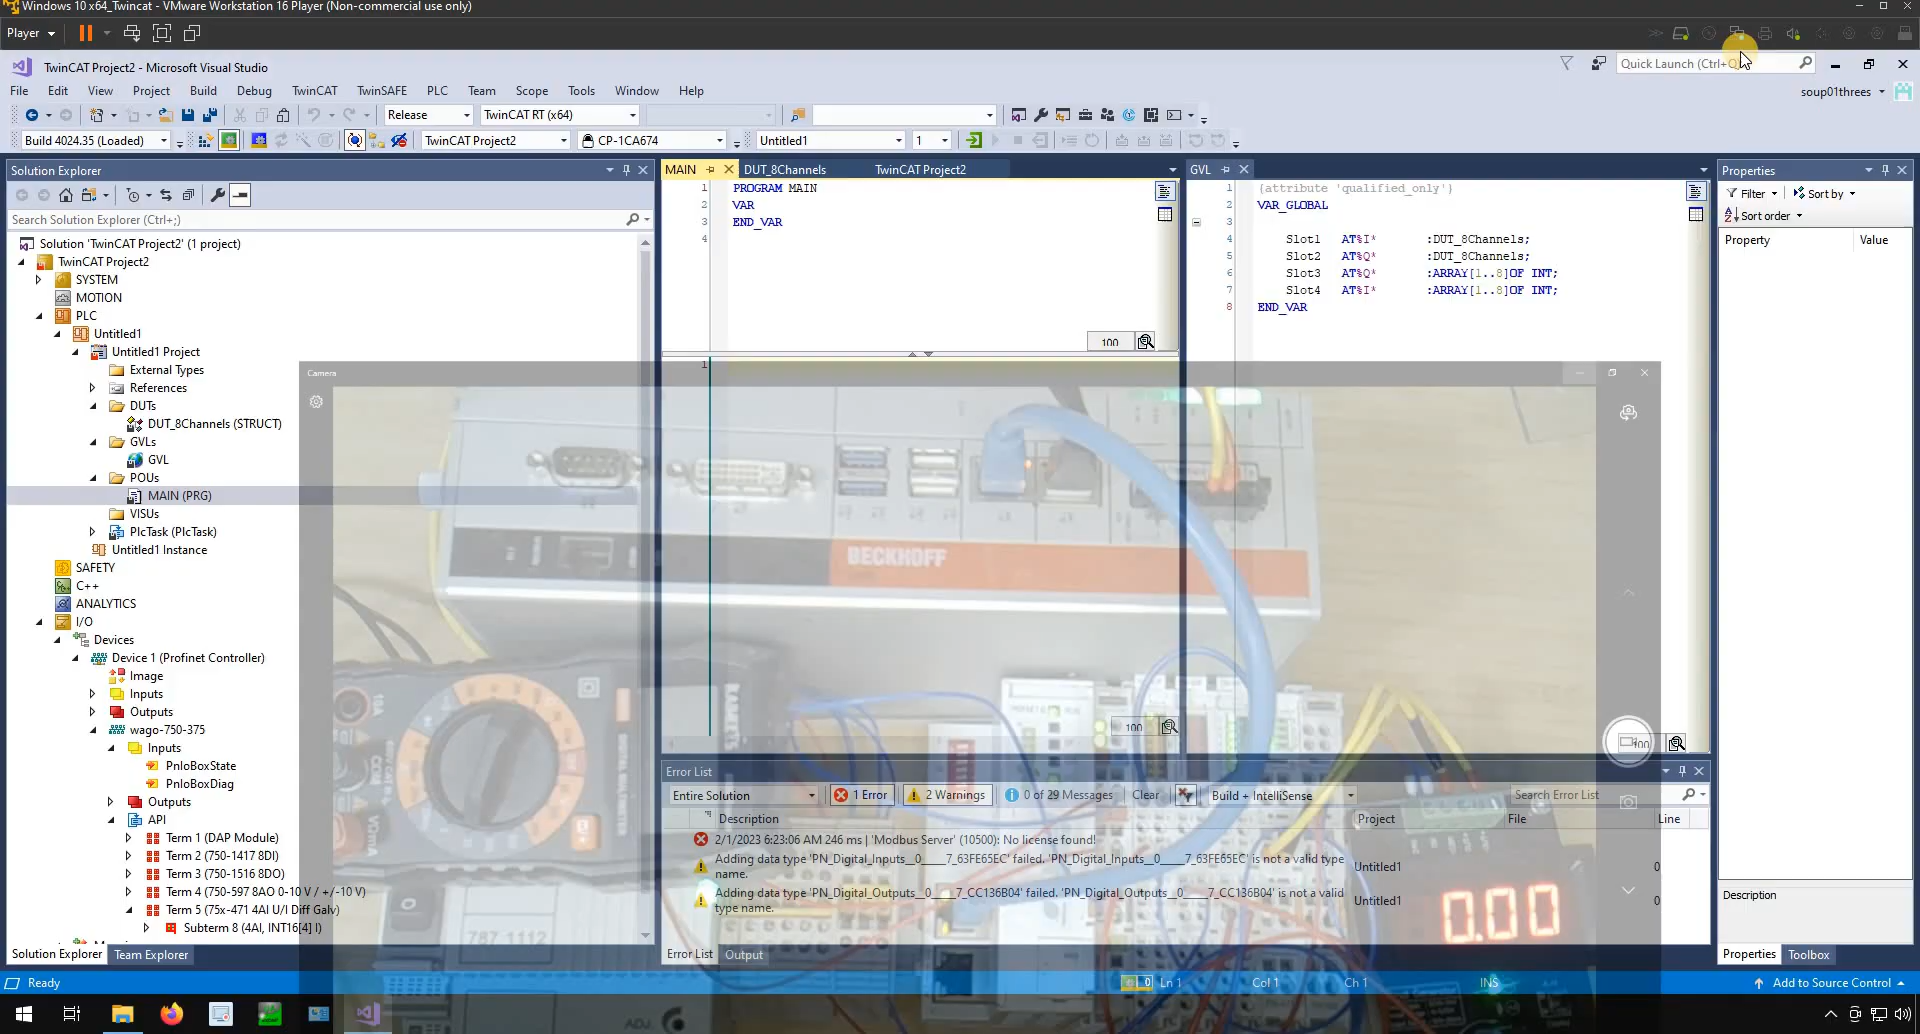 Windows 10 x64_Twincat - VMware Workstation 16 Player (Non-commercial use only)
Player
TwinCAT Project2 - Microsoft Visual Studio
Quick Launch (Ctrl+Q)
File Edit View Project Build Debug TwinCAT TwinSAFE PLC Team Scope Tools Window Help
soup01threes
Release TwinCAT RT (x64)
Build 4024.35 (Loaded) TwinCAT Project2 CP-1CA674 Untitled1 1
Solution Explorer
Search Solution Explorer (Ctrl+;)
Solution 'TwinCAT Project2' (1 project)
TwinCAT Project2
SYSTEM
MOTION
PLC
Untitled1
Untitled1 Project
External Types
References
DUTs
DUT_8Channels (STRUCT)
GVLs
GVL
POUs
MAIN (PRG)
VISUs
PlcTask (PlcTask)
Untitled1 Instance
SAFETY
C++
ANALYTICS
I/O
Devices
Device 1 (Profinet Controller)
Image
Inputs
Outputs
wago-750-375
Inputs
PnIoBoxState
PnIoBoxDiag
Outputs
API
Term 1 (DAP Module)
Term 2 (750-1417 8DI)
Term 3 (750-1516 8DO)
Term 4 (750-597 8AO 0-10 V / +/-10 V)
Term 5 (75x-471 4AI U/I Diff Galv)
Subterm 8 (4AI, INT16[4] I)
Solution Explorer Team Explorer
MAIN DUT_8Channels TwinCAT Project2
1 PROGRAM MAIN
2 VAR
3 END_VAR
4
100
1
100
GVL
1 {attribute 'qualified_only'}
2 VAR_GLOBAL
3
4 Slot1 AT%I* :DUT_8Channels;
5 Slot2 AT%Q* :DUT_8Channels;
6 Slot3 AT%Q* :ARRAY[1..8]OF INT;
7 Slot4 AT%I* :ARRAY[1..8]OF INT;
8 END_VAR
100
Camera
BECKHOFF
10A
COM
VΩmA
787 1112
ADJ.
0.00
Error List
Entire Solution 1 Error 2 Warnings 0 of 29 Messages Clear Build + IntelliSense Search Error List
Description Project File Line
2/1/2023 6:23:06 AM 246 ms | 'Modbus Server' (10500): No license found!
Adding data type 'PN_Digital_Inputs__0____7_63FE65EC' failed. 'PN_Digital_Inputs__0____7_63FE65EC' is not a valid type name. Untitled1 0
Adding data type 'PN_Digital_Outputs__0____7_CC136B04' failed. 'PN_Digital_Outputs__0____7_CC136B04' is not a valid type name. Untitled1 0
Error List Output
Properties
Filter Sort by
Sort order
Property Value
Description
Properties Toolbox
Ready 0 Ln 1 Col 1 Ch 1 INS Add to Source Control